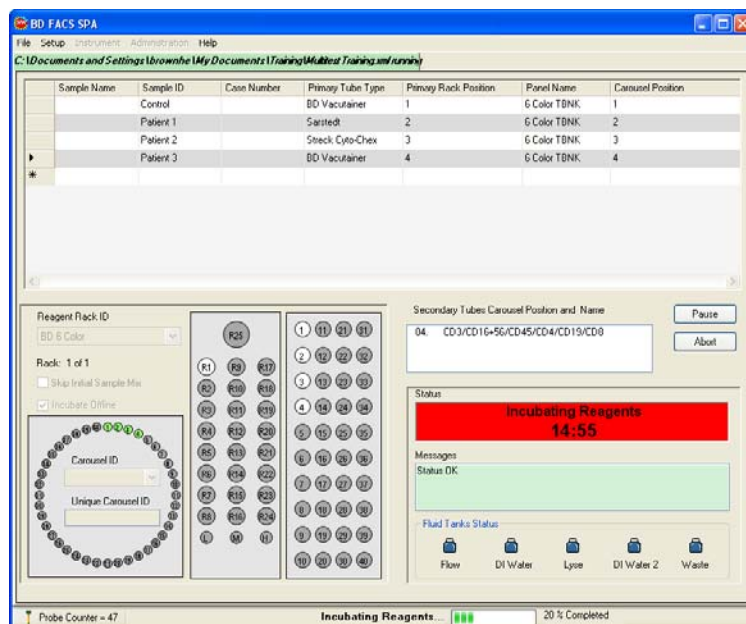 BD FACS SPA
File Setup Instrument Administration Help
C:\Documents and Settings\brownhe\My Documents\Training\Multitest Training.xml running
Sample Name Sample ID Case Number Primary Tube Type Primary Rack Position Panel Name Carousel Position
Control BD Vacutainer 1 6 Color TBNK 1
Patient 1 Sarstedt 2 6 Color TBNK 2
Patient 2 Streck Cyto-Chex 3 6 Color TBNK 3
Patient 3 BD Vacutainer 4 6 Color TBNK 4
Reagent Rack ID
BD 6 Color
Rack: 1 of 1
Skip Initial Sample Mix
Incubate Offline
Carousel ID
Unique Carousel ID
R25
R1 R9 R17
R2 R10 R18
R3 R11 R19
R4 R12 R20
R5 R13 R21
R6 R14 R22
R7 R15 R23
R8 R16 R24
L M H
1 11 21 31
2 12 22 32
3 13 23 33
4 14 24 34
5 15 25 35
6 16 26 36
7 17 27 37
8 18 28 38
9 19 29 39
10 20 30 40
Secondary Tubes Carousel Position and Name
04. CD3/CD16+56/CD45/CD4/CD19/CD8
Pause
Abort
Status
Incubating Reagents
14:55
Messages
Status OK
Fluid Tanks Status
Flow DI Water Lyse DI Water 2 Waste
Probe Counter = 47 Incubating Reagents... 20 % Completed